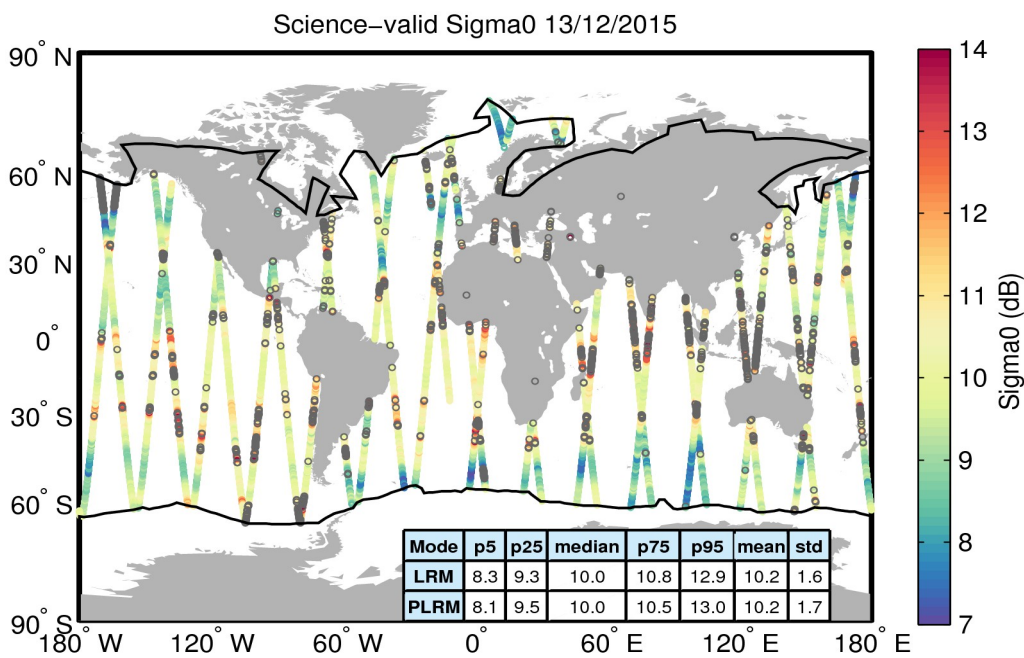 Science-valid Sigma0 13/12/2015
90° N
60° N
30° N
0°
30° S
60° S
90° S
180° W
120° W
60° W
0°
60° E
120° E
180° E
Mode p5 p25 median p75 p95 mean std
LRM 8.3 9.3 10.0 10.8 12.9 10.2 1.6
PLRM 8.1 9.5 10.0 10.5 13.0 10.2 1.7
14
13
12
11
10
9
8
7
Sigma0 (dB)